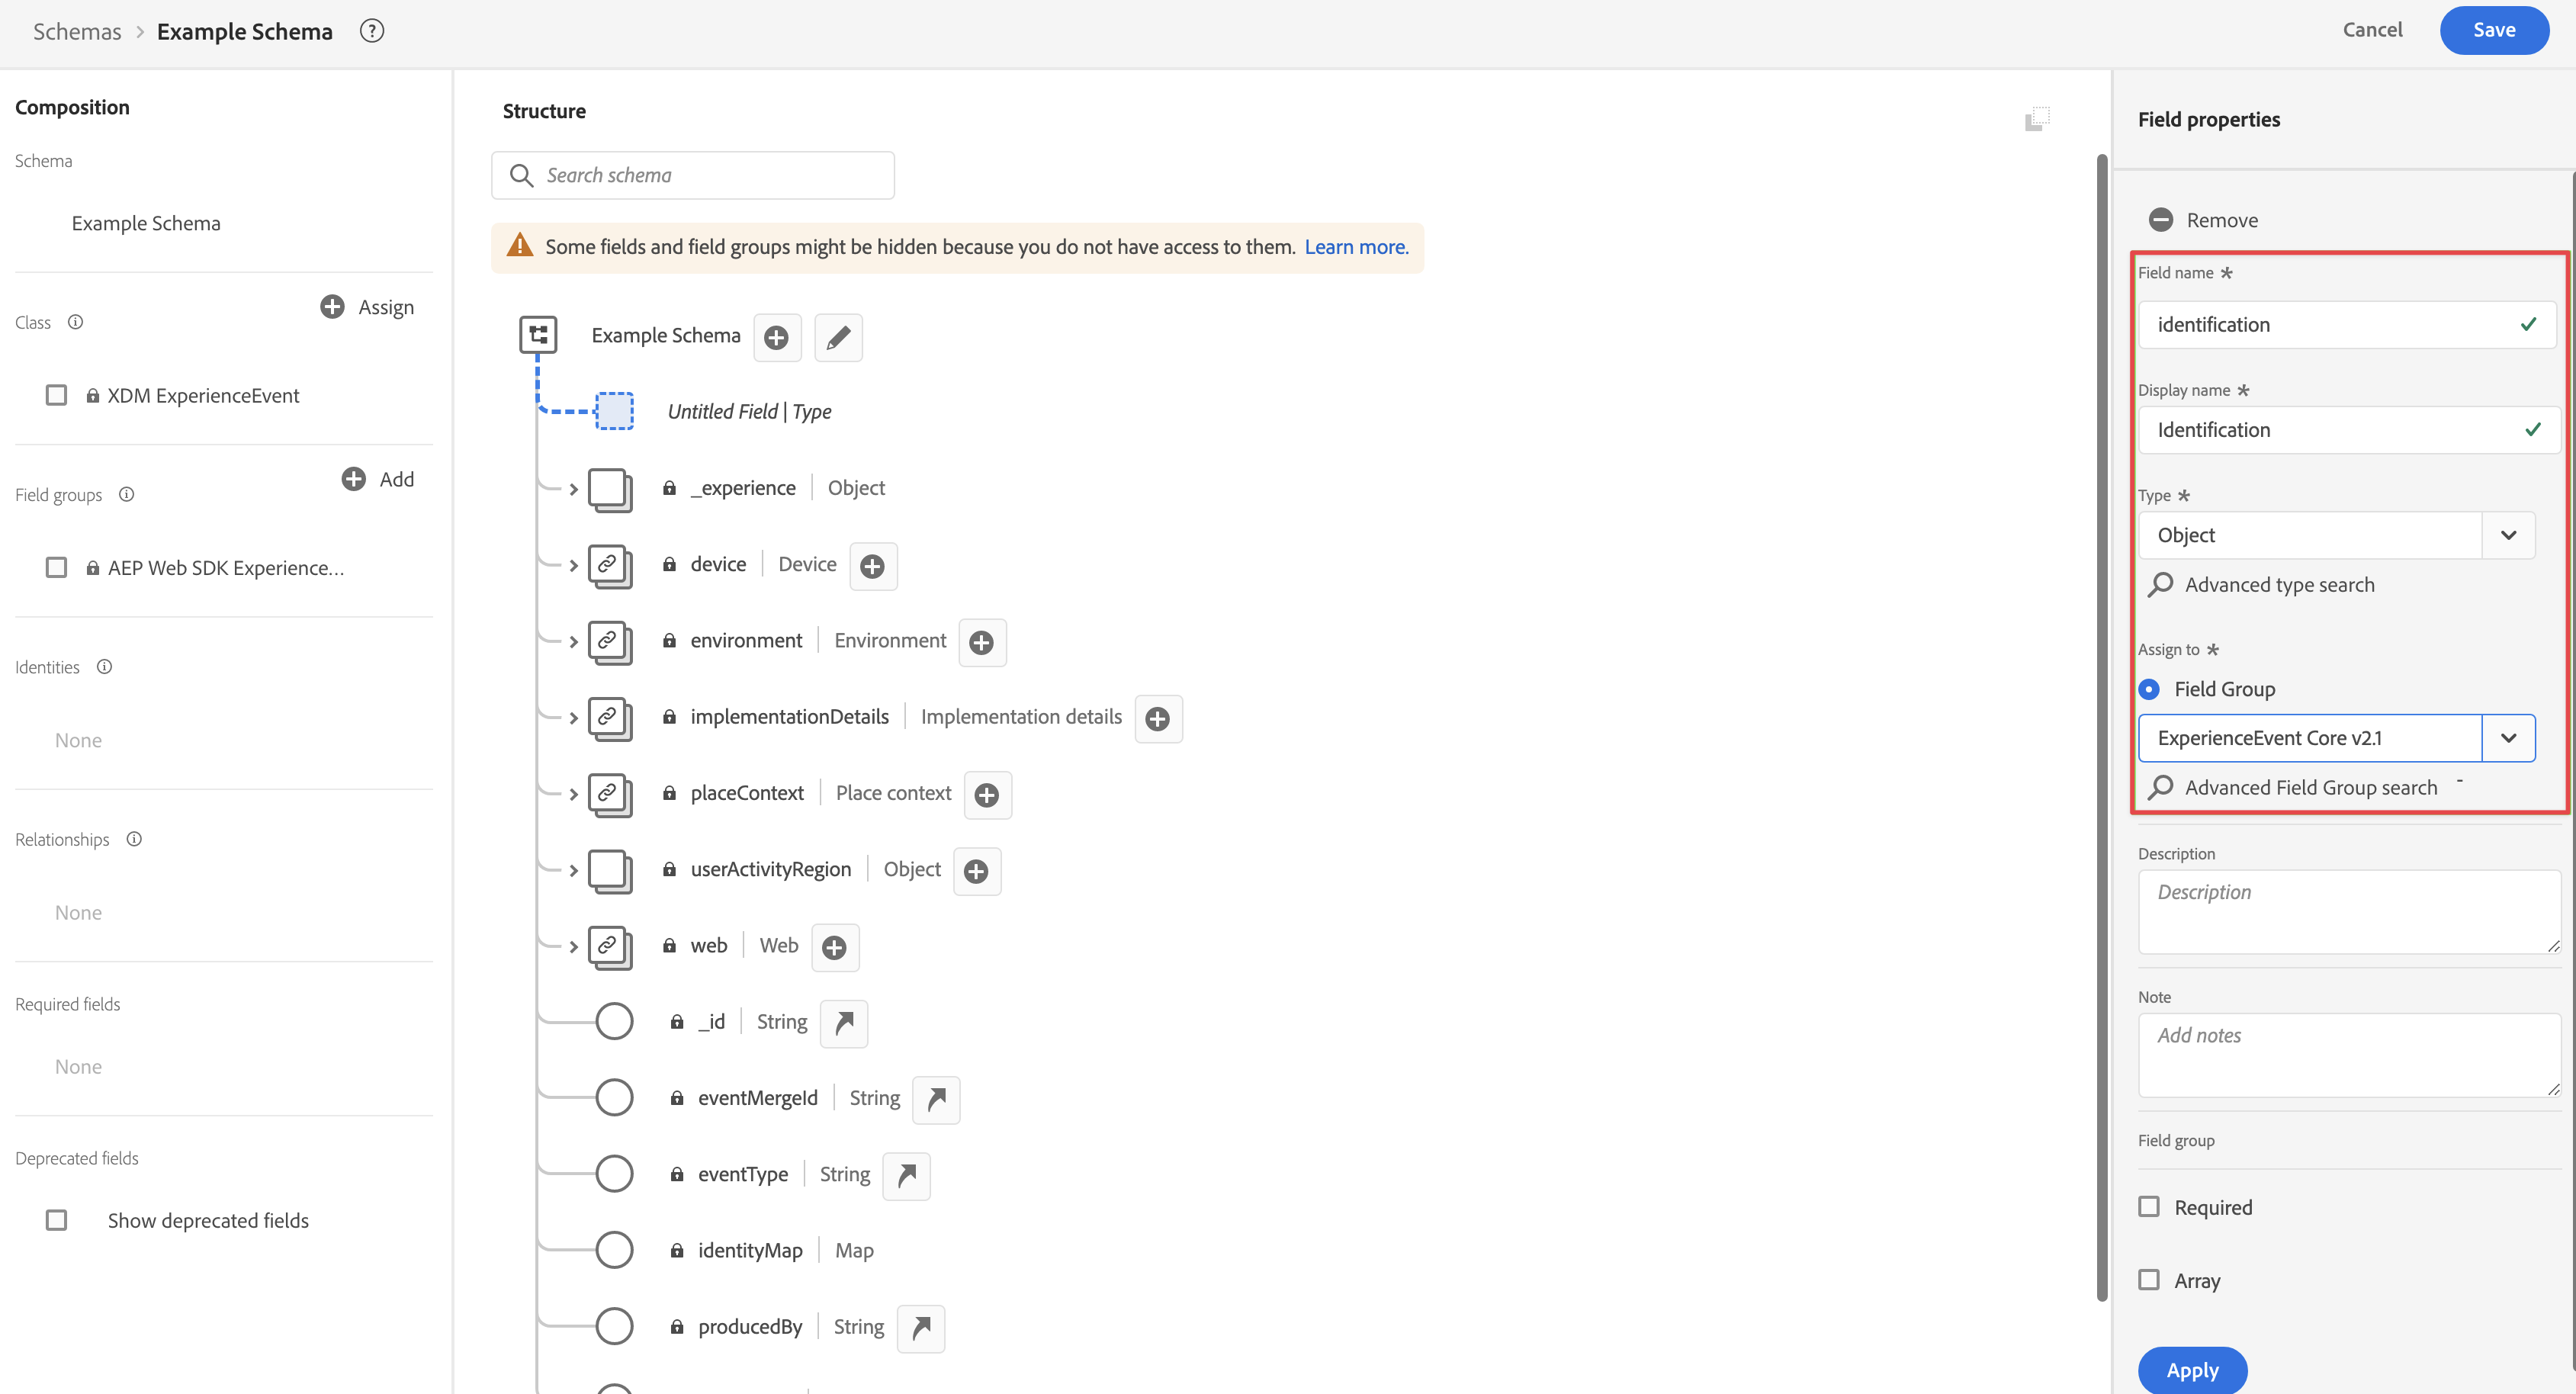 Schemas > Example Schema ?
Cancel
Save
Composition
Schema
Example Schema
Class
Assign
XDM ExperienceEvent
Field groups
Add
AEP Web SDK Experience...
Identities
None
Relationships
None
Required fields
None
Deprecated fields
Show deprecated fields
Structure
Search schema
Some fields and field groups might be hidden because you do not have access to them. Learn more.
Example Schema
Untitled Field | Type
_experience | Object
device | Device
environment | Environment
implementationDetails | Implementation details
placeContext | Place context
userActivityRegion | Object
web | Web
_id | String
eventMergeId | String
eventType | String
identityMap | Map
producedBy | String
Field properties
Remove
Field name *
identification
Display name *
Identification
Type *
Object
Advanced type search
Assign to *
Field Group
ExperienceEvent Core v2.1
Advanced Field Group search -
Description
Description
Note
Add notes
Field group
Required
Array
Apply